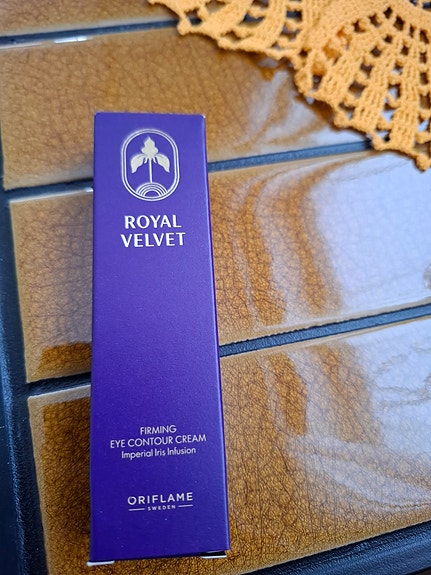 ROYAL
VELVET
FIRMING
EYE CONTOUR CREAM
Imperial Iris Infusion
ORIFLAME
SWEDEN